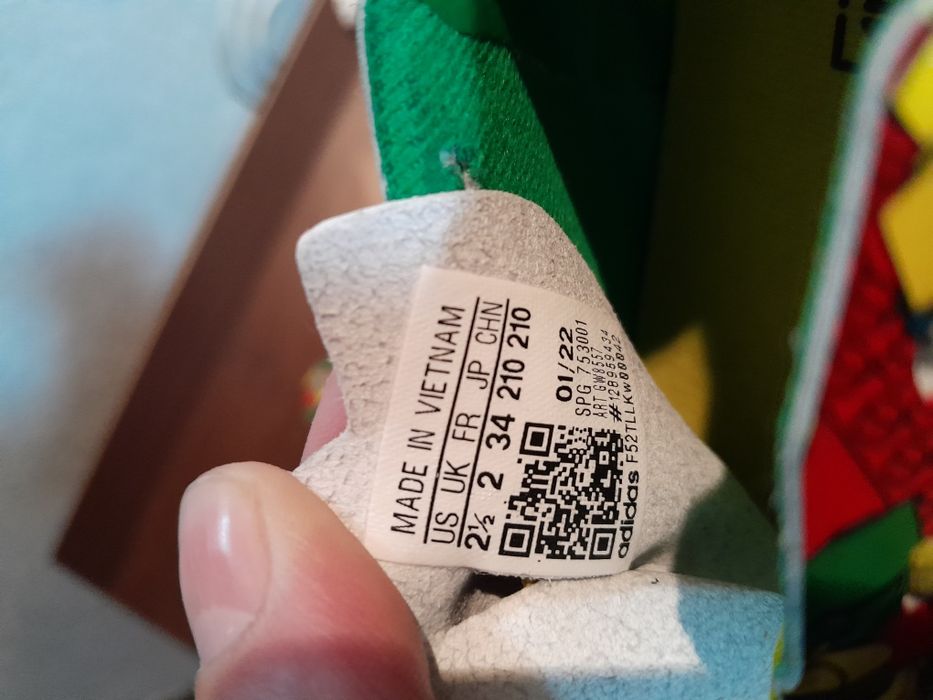 MADE IN VIETNAM
US UK FR JP CHN
2½ 2 34 210 210
01/22
SPG 753001
ART GW8557
#128959434
adidas F52TLLKW88842